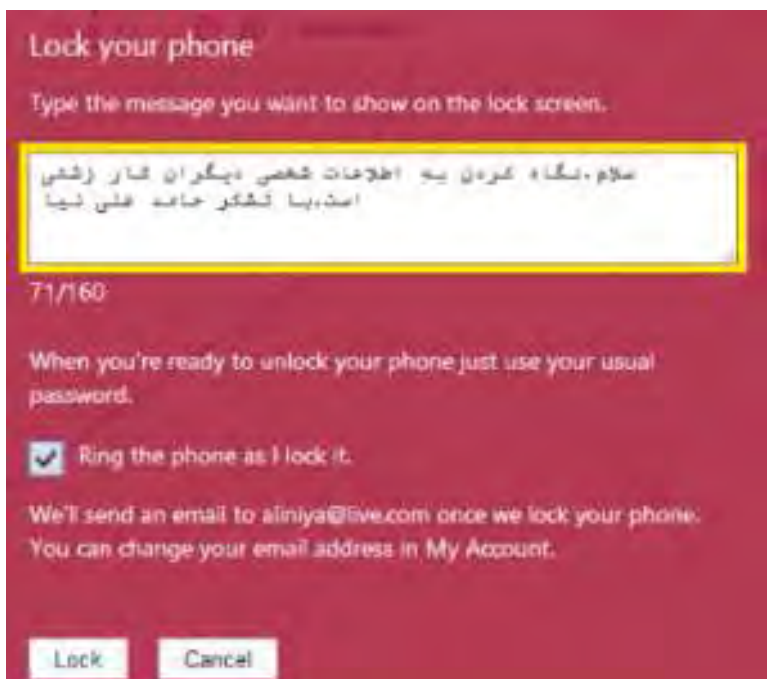 Lock your phone
Type the message you want to show on the lock screen.
سلام،نگاه کردن به اطلاعات شخصی دیگران کار زشتی
است،با تشکر حامد علی نیا
71/160
When you're ready to unlock your phone just use your usual
password.
Ring the phone as I lock it.
We'll send an email to aliniya@live.com once we lock your phone.
You can change your email address in My Account.
Lock
Cancel